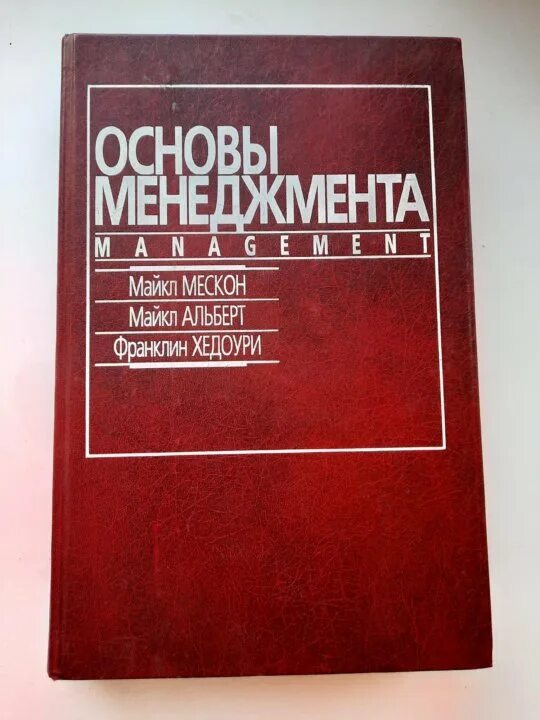 ОСНОВЫ
МЕНЕДЖМЕНТА
MANAGEMENT
Майкл МЕСКОН
Майкл АЛЬБЕРТ
Франклин ХЕДОУРИ